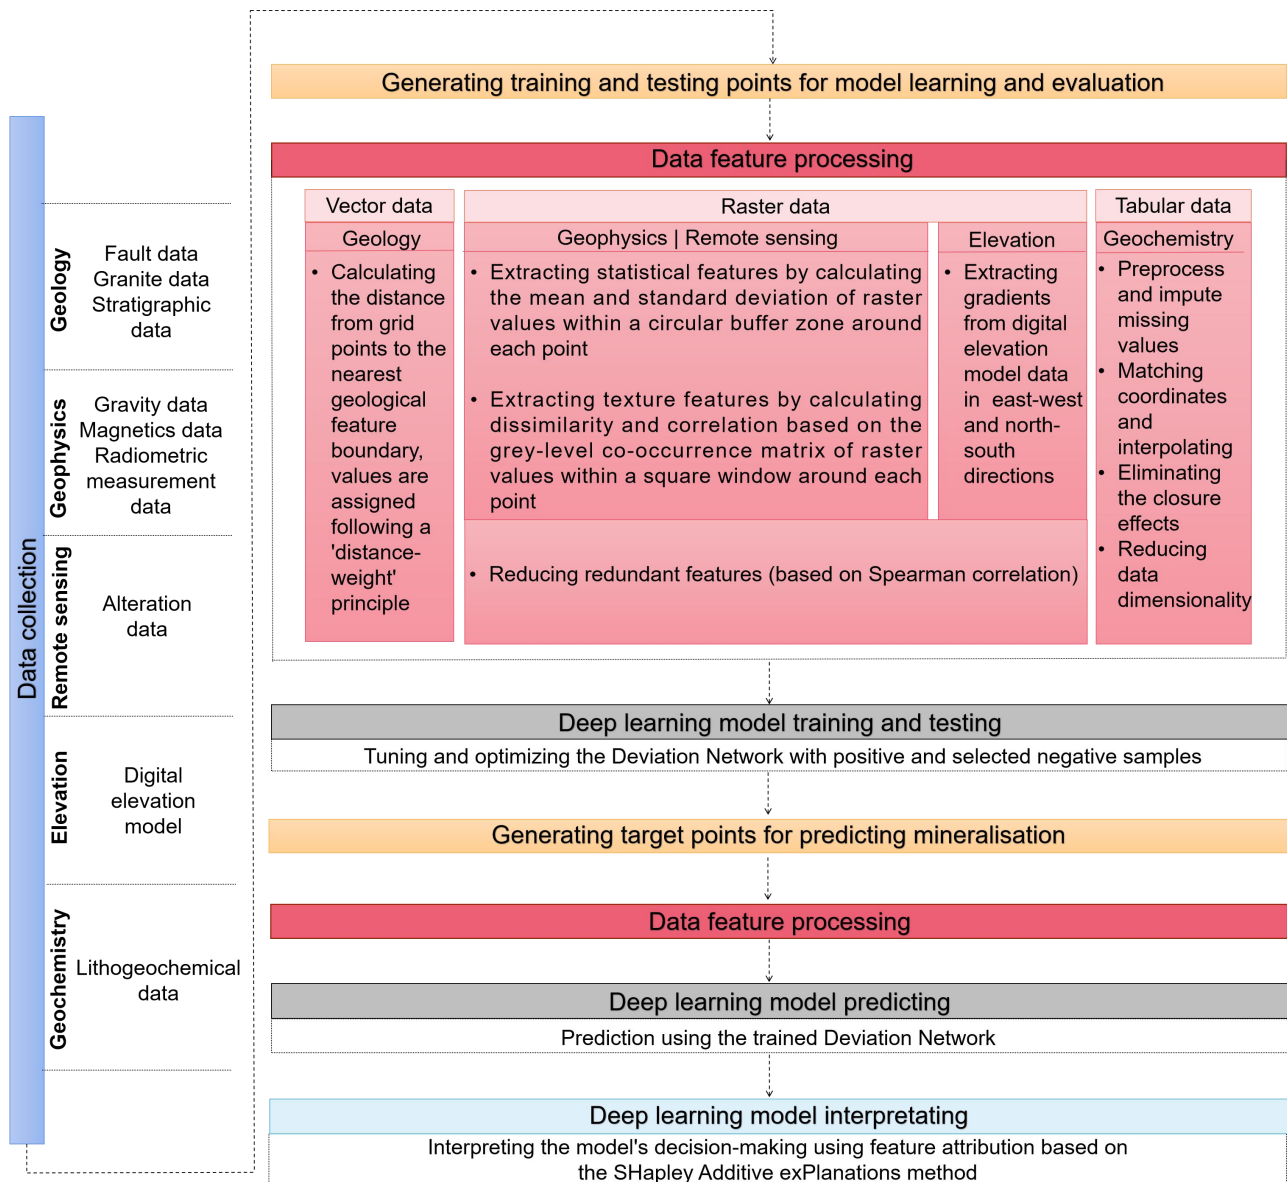 Data collection
Geology
Fault data
Granite data
Stratigraphic
data
Geophysics
Gravity data
Magnetics data
Radiometric
measurement
data
Remote sensing
Alteration
data
Elevation
Digital
elevation
model
Geochemistry
Lithogeochemical
data
Generating training and testing points for model learning and evaluation
Data feature processing
Vector data
Geology
• Calculating
the distance
from grid
points to the
nearest
geological
feature
boundary,
values are
assigned
following a
'distance-
weight'
principle
Raster data
Geophysics | Remote sensing
• Extracting statistical features by calculating
the mean and standard deviation of raster
values within a circular buffer zone around
each point
• Extracting texture features by calculating
dissimilarity and correlation based on the
grey-level co-occurrence matrix of raster
values within a square window around each
point
Elevation
• Extracting
gradients
from digital
elevation
model data
in east-west
and north-
south
directions
• Reducing redundant features (based on Spearman correlation)
Tabular data
Geochemistry
• Preprocess
and impute
missing
values
• Matching
coordinates
and
interpolating
• Eliminating
the closure
effects
• Reducing
data
dimensionality
Deep learning model training and testing
Tuning and optimizing the Deviation Network with positive and selected negative samples
Generating target points for predicting mineralisation
Data feature processing
Deep learning model predicting
Prediction using the trained Deviation Network
Deep learning model interpretating
Interpreting the model's decision-making using feature attribution based on
the SHapley Additive exPlanations method